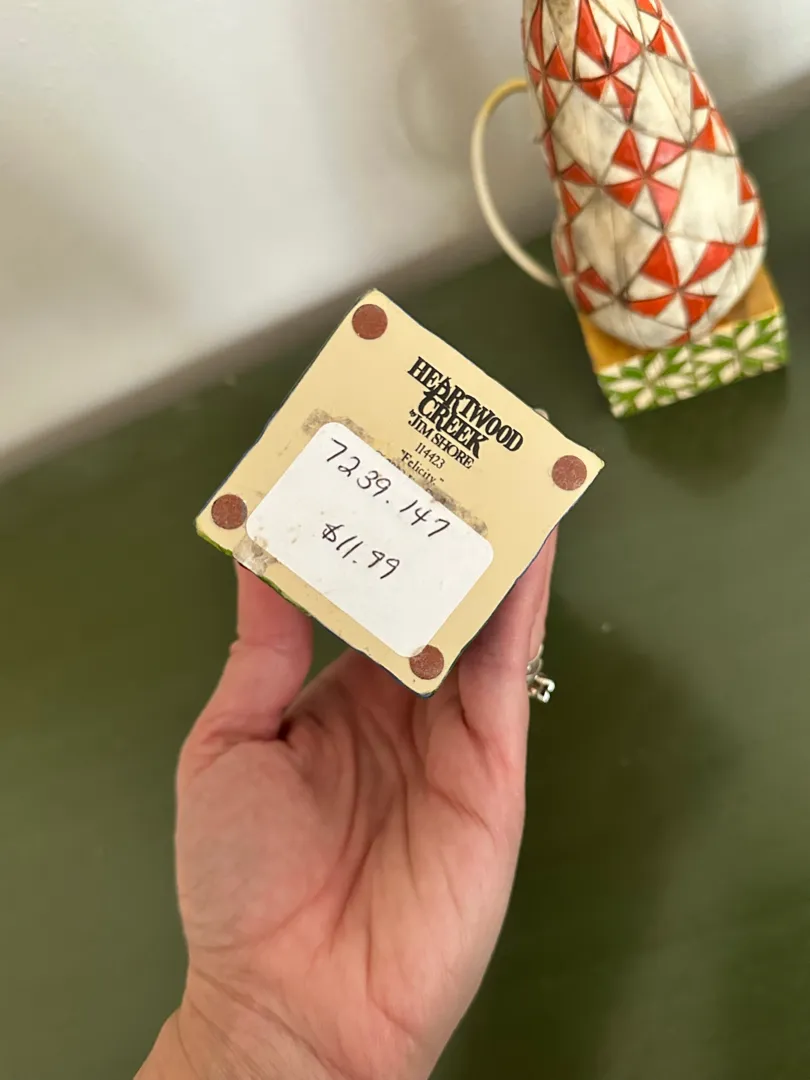 HEARTWOOD
CREEK
by JIM SHORE
114423
"Felicity"
7239.147
$11.99